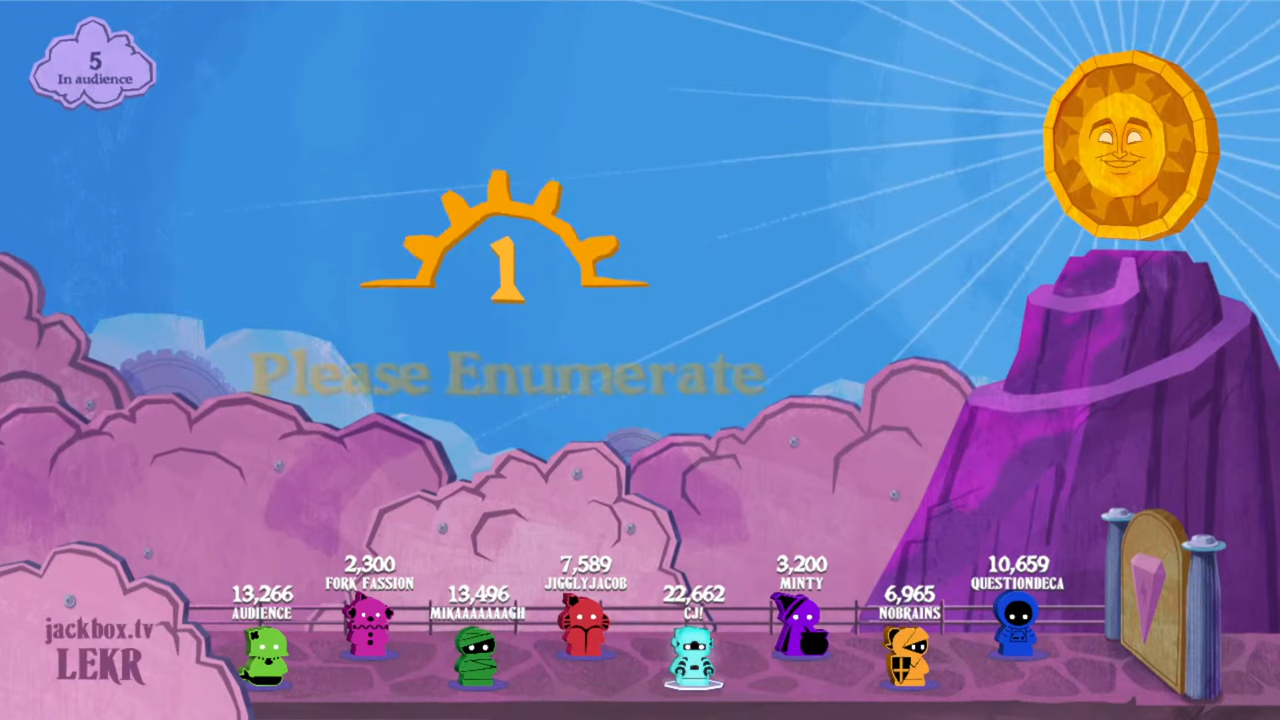 5
In audience
1
Please Enumerate
13,266
AUDIENCE
2,300
FORK FASSION
13,496
MIKAAAAAAAGH
7,589
JIGGLYJACOB
22,662
CJ!
3,200
MINTY
6,965
NOBRAINS
10,659
QUESTIONDECA
jackbox.tv
LEKR